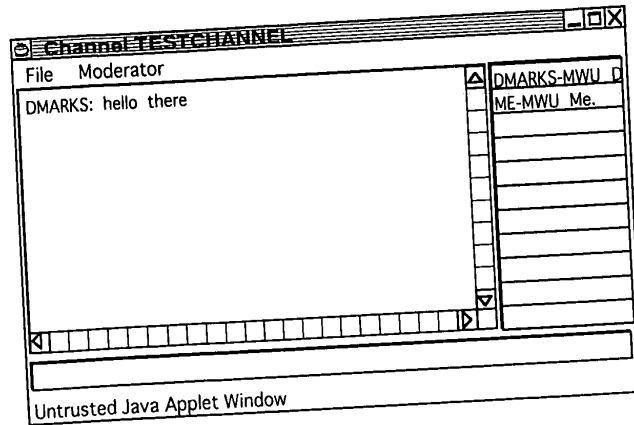 Channel TESTCHANNEL
File Moderator
DMARKS: hello there
DMARKS-MWU D
ME-MWU Me.
Untrusted Java Applet Window